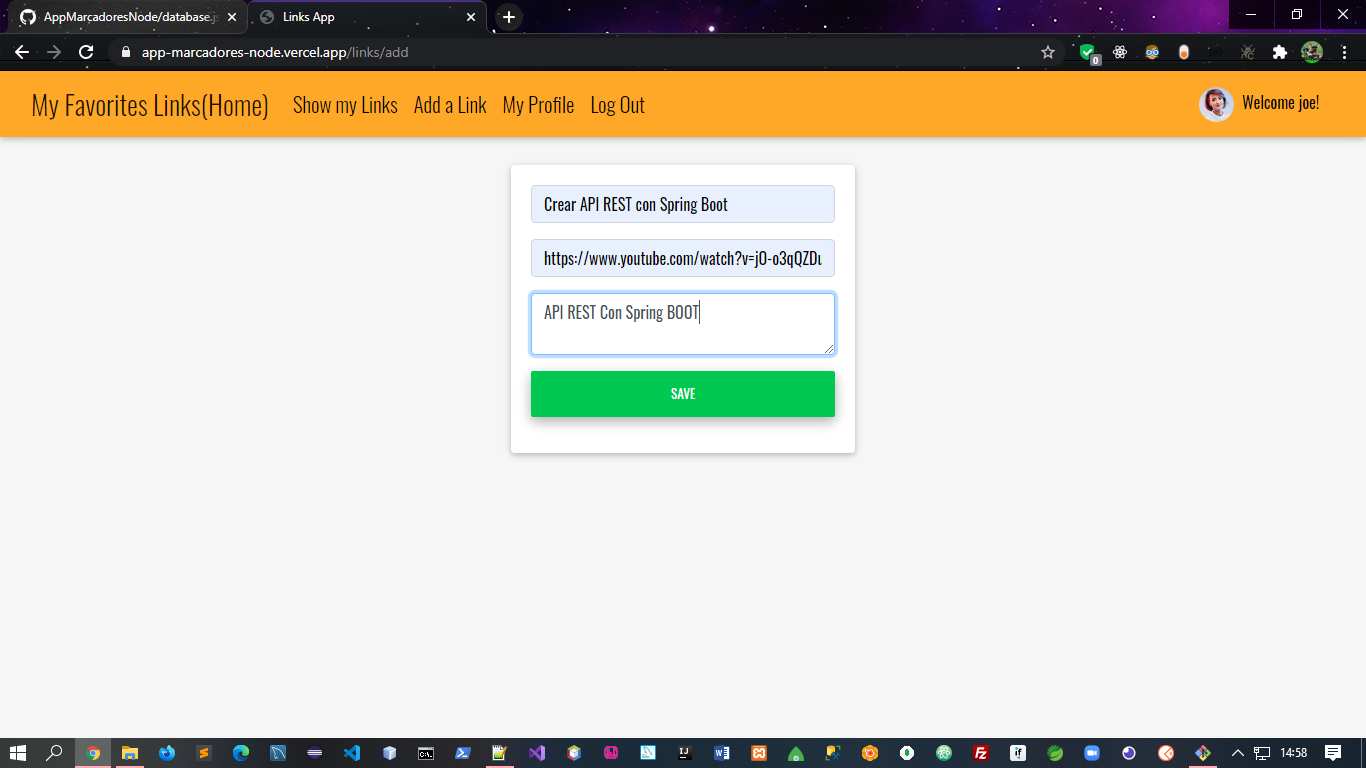 AppMarcadoresNode/database.js
Links App
app-marcadores-node.vercel.app/links/add
0
My Favorites Links(Home)
Show my Links
Add a Link
My Profile
Log Out
Welcome joe!
Crear API REST con Spring Boot
https://www.youtube.com/watch?v=jO-o3qQZDu
API REST Con Spring BOOT
SAVE
14:58